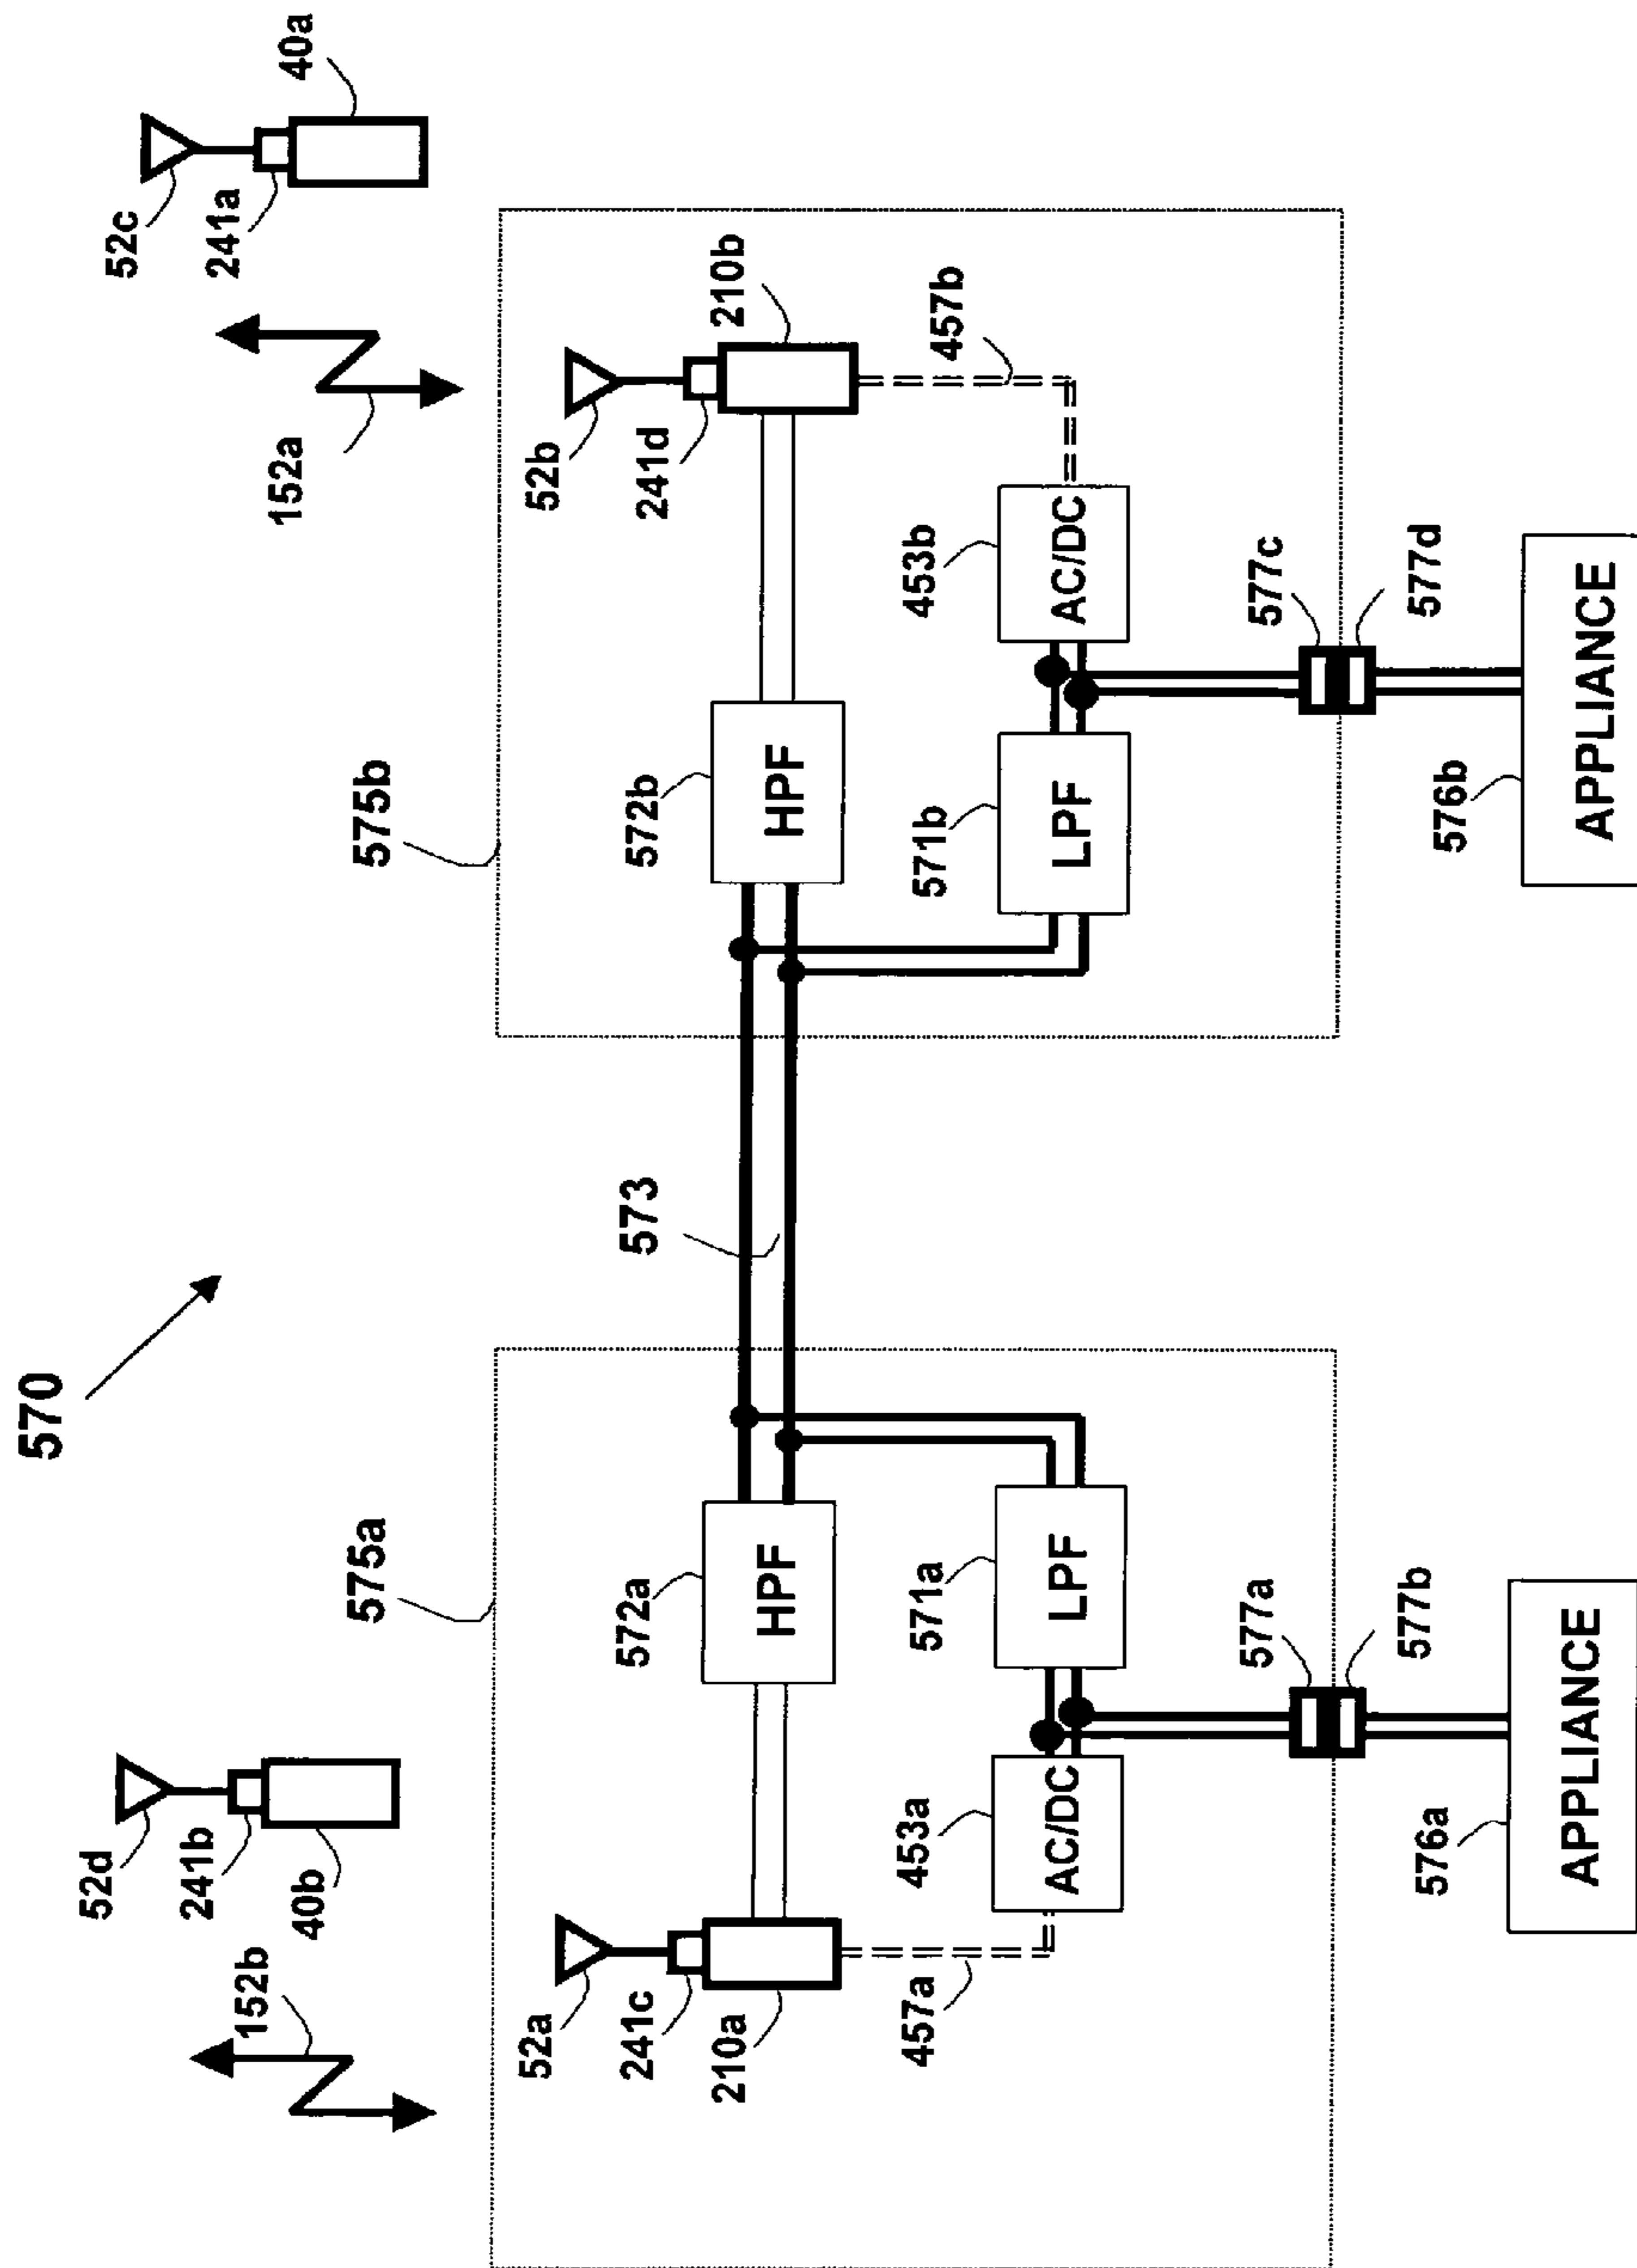 570
152b
52d
241b
40b
575a
52a
241c
210a
457a
572a
HPF
453a
AC/DC
571a
LPF
577a
577b
576a
APPLIANCE
573
575b
152a
52c
241a
40a
572b
HPF
52b
241d
210b
457b
571b
LPF
453b
AC/DC
577c
577d
576b
APPLIANCE